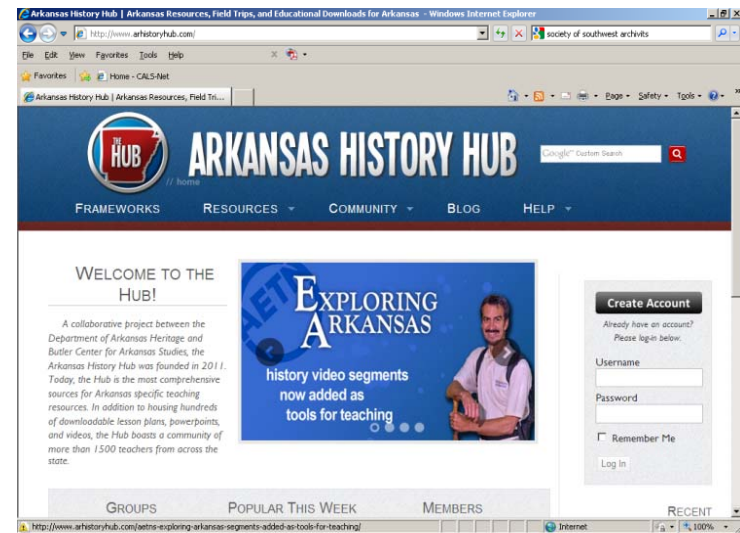 Arkansas History Hub | Arkansas Resources, Field Trips, and Educational Downloads for Arkansas - Windows Internet Explorer
http://www.arhistoryhub.com/
society of southwest archivits
File Edit View Favorites Tools Help
Favorites Home - CALS-Net
Arkansas History Hub | Arkansas Resources, Field Tri...
Page Safety Tools
THE HUB
ARKANSAS HISTORY HUB
Google™ Custom Search
// home
FRAMEWORKS RESOURCES COMMUNITY BLOG HELP
WELCOME TO THE
HUB!
A collaborative project between the
Department of Arkansas Heritage and
Butler Center for Arkansas Studies, the
Arkansas History Hub was founded in 2011.
Today, the Hub is the most comprehensive
sources for Arkansas specific teaching
resources. In addition to housing hundreds
of downloadable lesson plans, powerpoints,
and videos, the Hub boasts a community of
more than 1500 teachers from across the
state.
AETN
EXPLORING
ARKANSAS
history video segments
now added as
tools for teaching
Create Account
Already have an account?
Please log-in below.
Username
Password
Remember Me
Log In
GROUPS POPULAR THIS WEEK MEMBERS
RECENT
http://www.arhistoryhub.com/aetns-exploring-arkansas-segments-added-as-tools-for-teaching/
Internet
100%